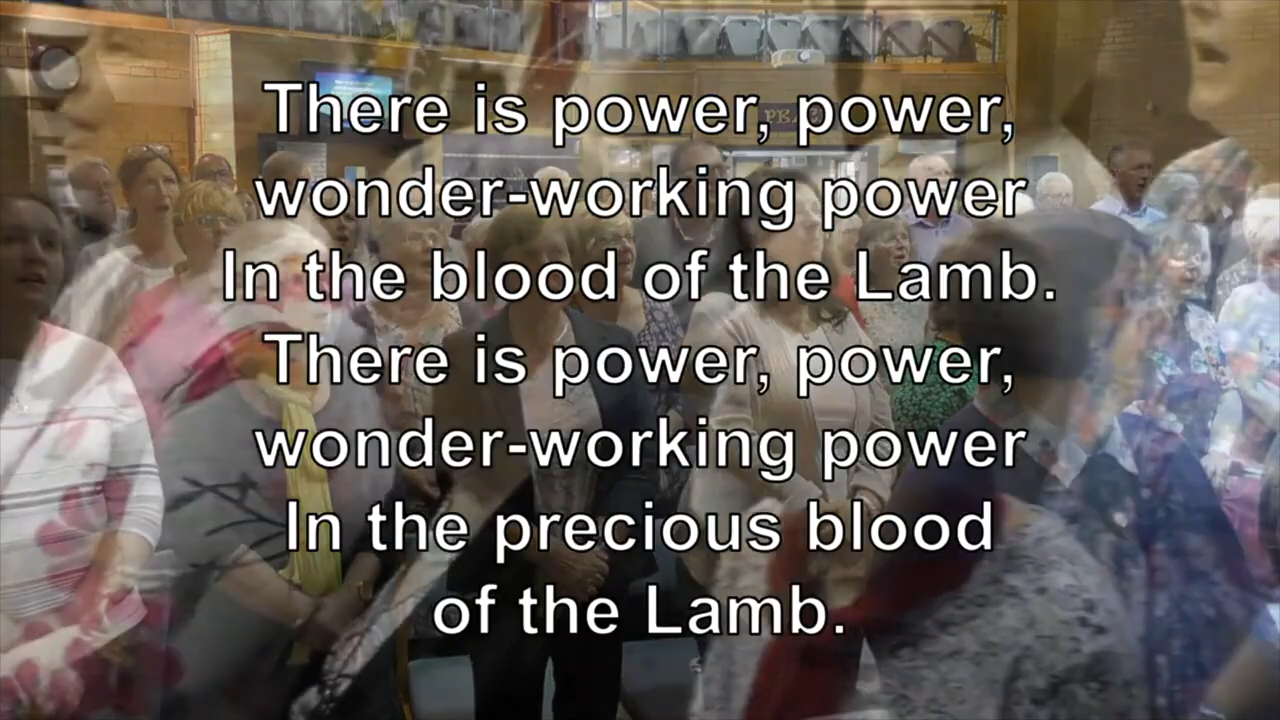 There is power, power,
wonder-working power
In the blood of the Lamb.
There is power, power,
wonder-working power
In the precious blood
of the Lamb.